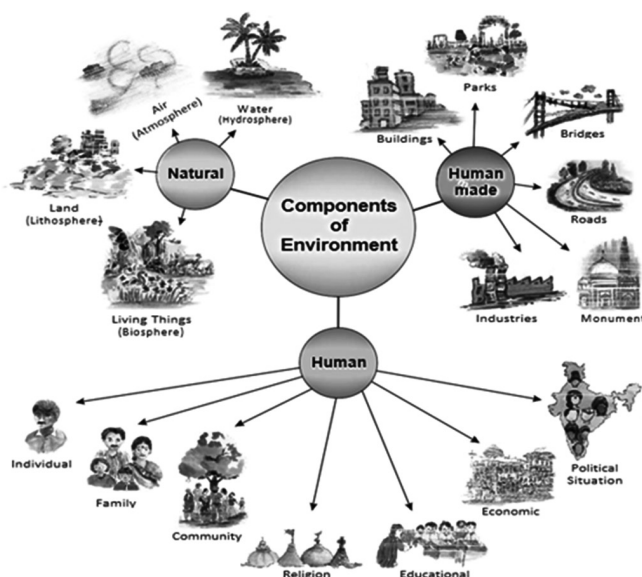 Air
(Atmosphere)
Water
(Hydrosphere)
Parks
Buildings
Bridges
Natural
Human
made
Land
(Lithosphere)
Components
of
Environment
Roads
Living Things
(Biosphere)
Industries
Monument
Human
Individual
Family
Community
Religion
Educational
Economic
Political
Situation